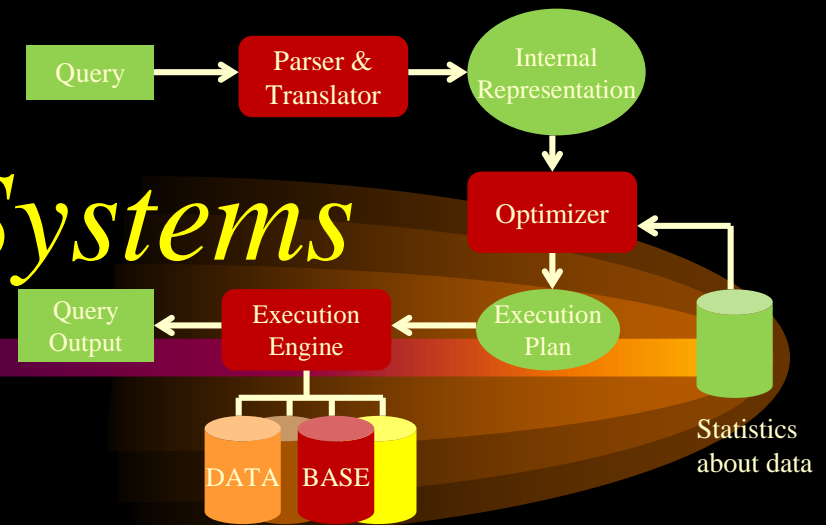 Query
Parser &
Translator
Internal
Representation
Systems
Optimizer
Query
Output
Execution
Engine
Execution
Plan
DATA
BASE
Statistics
about data